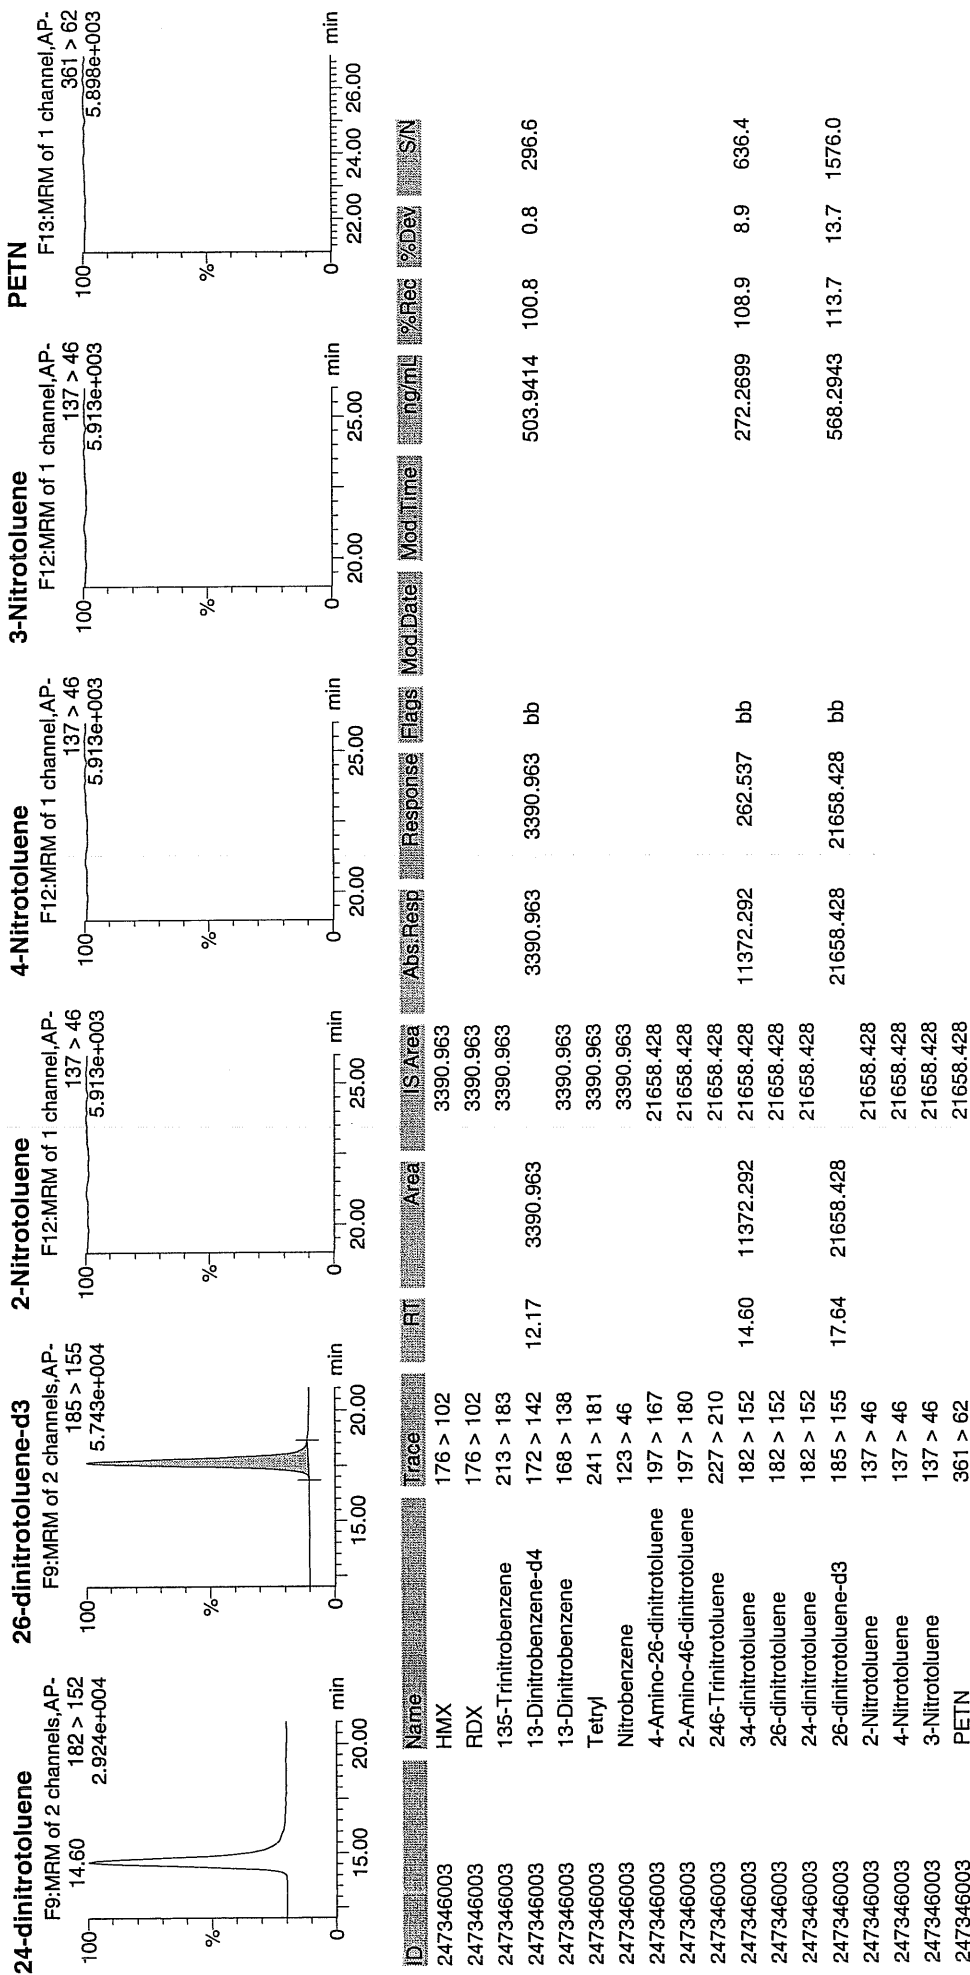 24-dinitrotoluene
F9:MRM of 2 channels,AP-
182 > 152
14.60
2.924e+004
100
%
0
15.00
20.00
min
26-dinitrotoluene-d3
F9:MRM of 2 channels,AP-
185 > 155
5.743e+004
100
%
0
15.00
20.00
min
2-Nitrotoluene
F12:MRM of 1 channel,AP-
137 > 46
5.913e+003
100
%
0
20.00
25.00
min
4-Nitrotoluene
F12:MRM of 1 channel,AP-
137 > 46
5.913e+003
100
%
0
20.00
25.00
min
3-Nitrotoluene
F12:MRM of 1 channel,AP-
137 > 46
5.913e+003
100
%
0
20.00
25.00
min
PETN
F13:MRM of 1 channel,AP-
361 > 62
5.898e+003
100
%
0
22.00
24.00
26.00
min
ID Name Trace RT Area IS Area Abs.Resp Response Flags Mod.Date Mod.Time ng/mL %Rec %Dev S/N
247346003 HMX 176 > 102 3390.963
247346003 RDX 176 > 102 3390.963
247346003 135-Trinitrobenzene 213 > 183 3390.963
247346003 13-Dinitrobenzene-d4 172 > 142 12.17 3390.963 3390.963 3390.963 bb 503.9414 100.8 0.8 296.6
247346003 13-Dinitrobenzene 168 > 138 3390.963
247346003 Tetryl 241 > 181 3390.963
247346003 Nitrobenzene 123 > 46 3390.963
247346003 4-Amino-26-dinitrotoluene 197 > 167 21658.428
247346003 2-Amino-46-dinitrotoluene 197 > 180 21658.428
247346003 246-Trinitrotoluene 227 > 210 21658.428
247346003 34-dinitrotoluene 182 > 152 14.60 11372.292 21658.428 11372.292 262.537 bb 272.2699 108.9 8.9 636.4
247346003 26-dinitrotoluene 182 > 152 21658.428
247346003 24-dinitrotoluene 182 > 152 21658.428
247346003 26-dinitrotoluene-d3 185 > 155 17.64 21658.428 21658.428 21658.428 bb 568.2943 113.7 13.7 1576.0
247346003 2-Nitrotoluene 137 > 46 21658.428
247346003 4-Nitrotoluene 137 > 46 21658.428
247346003 3-Nitrotoluene 137 > 46 21658.428
247346003 PETN 361 > 62 21658.428